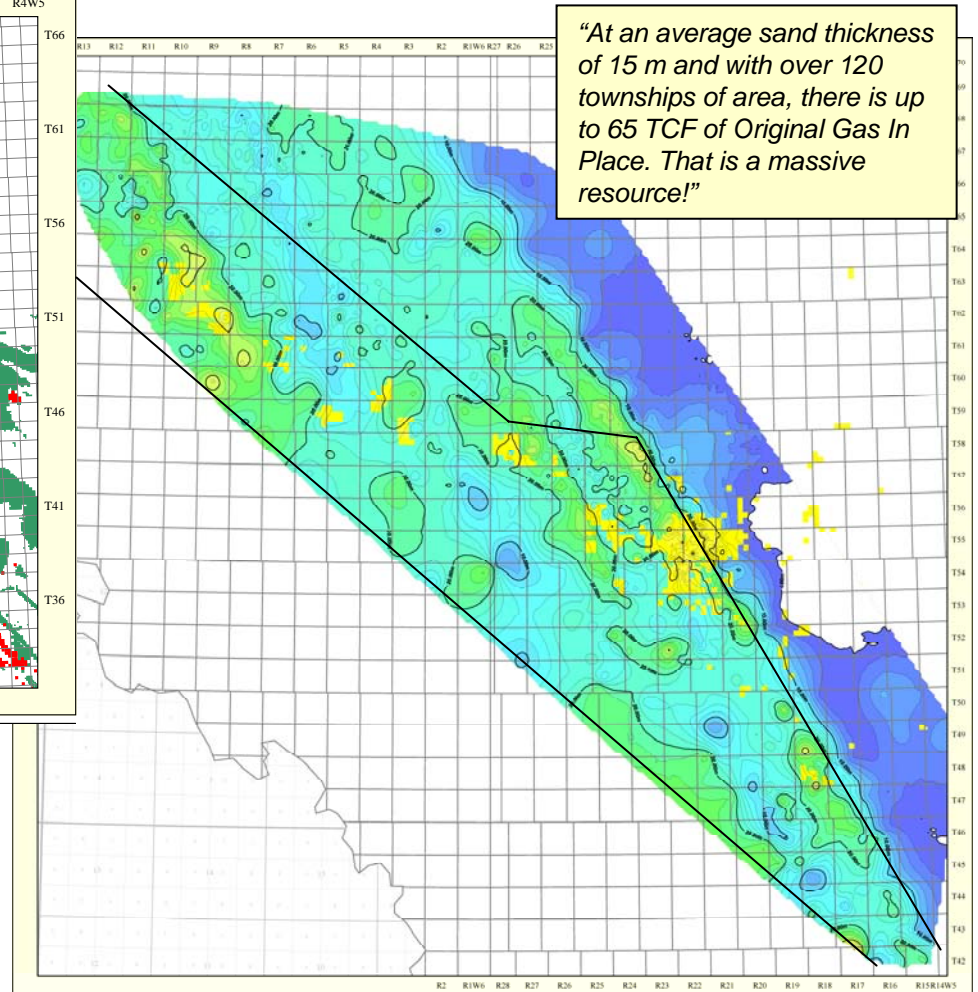 R4W5
T66
T61
T56
T51
T46
T41
T36
R13 R12 R11 R10 R9 R8 R7 R6 R5 R4 R3 R2 R1W6 R27 R26 R25
“At an average sand thickness
of 15 m and with over 120
townships of area, there is up
to 65 TCF of Original Gas In
Place. That is a massive
resource!”
T64
T63
T62
T61
T60
T59
T58
T57
T56
T55
T54
T53
T52
T51
T50
T49
T48
T47
T46
T45
T44
T43
T42
R2 R1W6 R28 R27 R26 R25 R24 R23 R22 R21 R20 R19 R18 R17 R16 R15R14W5